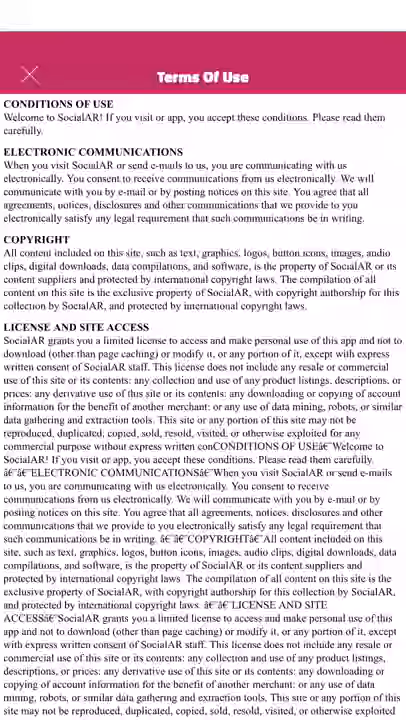 Terms Of Use
CONDITIONS OF USE
Welcome to SocialAR! If you visit or app, you accept these conditions. Please read them
carefully.
ELECTRONIC COMMUNICATIONS
When you visit SocialAR or send e-mails to us, you are communicating with us
electronically. You consent to receive communications from us electronically. We will
communicate with you by e-mail or by posting notices on this site. You agree that all
agreements, notices, disclosures and other communications that we provide to you
electronically satisfy any legal requirement that such communications be in writing.
COPYRIGHT
All content included on this site, such as text, graphics, logos, button icons, images, audio
clips, digital downloads, data compilations, and software, is the property of SocialAR or its
content suppliers and protected by international copyright laws. The compilation of all
content on this site is the exclusive property of SocialAR, with copyright authorship for this
collection by SocialAR, and protected by international copyright laws.
LICENSE AND SITE ACCESS
SocialAR grants you a limited license to access and make personal use of this app and not to
download (other than page caching) or modify it, or any portion of it, except with express
written consent of SocialAR staff. This license does not include any resale or commercial
use of this site or its contents: any collection and use of any product listings, descriptions, or
prices: any derivative use of this site or its contents: any downloading or copying of account
information for the benefit of another merchant: or any use of data mining, robots, or similar
data gathering and extraction tools. This site or any portion of this site may not be
reproduced, duplicated, copied, sold, resold, visited, or otherwise exploited for any
commercial purpose without express written conCONDITIONS OF USEâ€¨Welcome to
SocialAR! If you visit or app, you accept these conditions. Please read them carefully.
â€¨â€¨ELECTRONIC COMMUNICATIONSâ€¨When you visit SocialAR or send e-mails
to us, you are communicating with us electronically. You consent to receive
communications from us electronically. We will communicate with you by e-mail or by
posting notices on this site. You agree that all agreements, notices, disclosures and other
communications that we provide to you electronically satisfy any legal requirement that
such communications be in writing. â€¨â€¨COPYRIGHTâ€¨All content included on this
site, such as text, graphics, logos, button icons, images, audio clips, digital downloads, data
compilations, and software, is the property of SocialAR or its content suppliers and
protected by international copyright laws. The compilation of all content on this site is the
exclusive property of SocialAR, with copyright authorship for this collection by SocialAR,
and protected by international copyright laws. â€¨â€¨LICENSE AND SITE
ACCESSâ€¨SocialAR grants you a limited license to access and make personal use of this
app and not to download (other than page caching) or modify it, or any portion of it, except
with express written consent of SocialAR staff. This license does not include any resale or
commercial use of this site or its contents: any collection and use of any product listings,
descriptions, or prices: any derivative use of this site or its contents: any downloading or
copying of account information for the benefit of another merchant: or any use of data
mining, robots, or similar data gathering and extraction tools. This site or any portion of this
site may not be reproduced, duplicated, copied, sold, resold, visited, or otherwise exploited